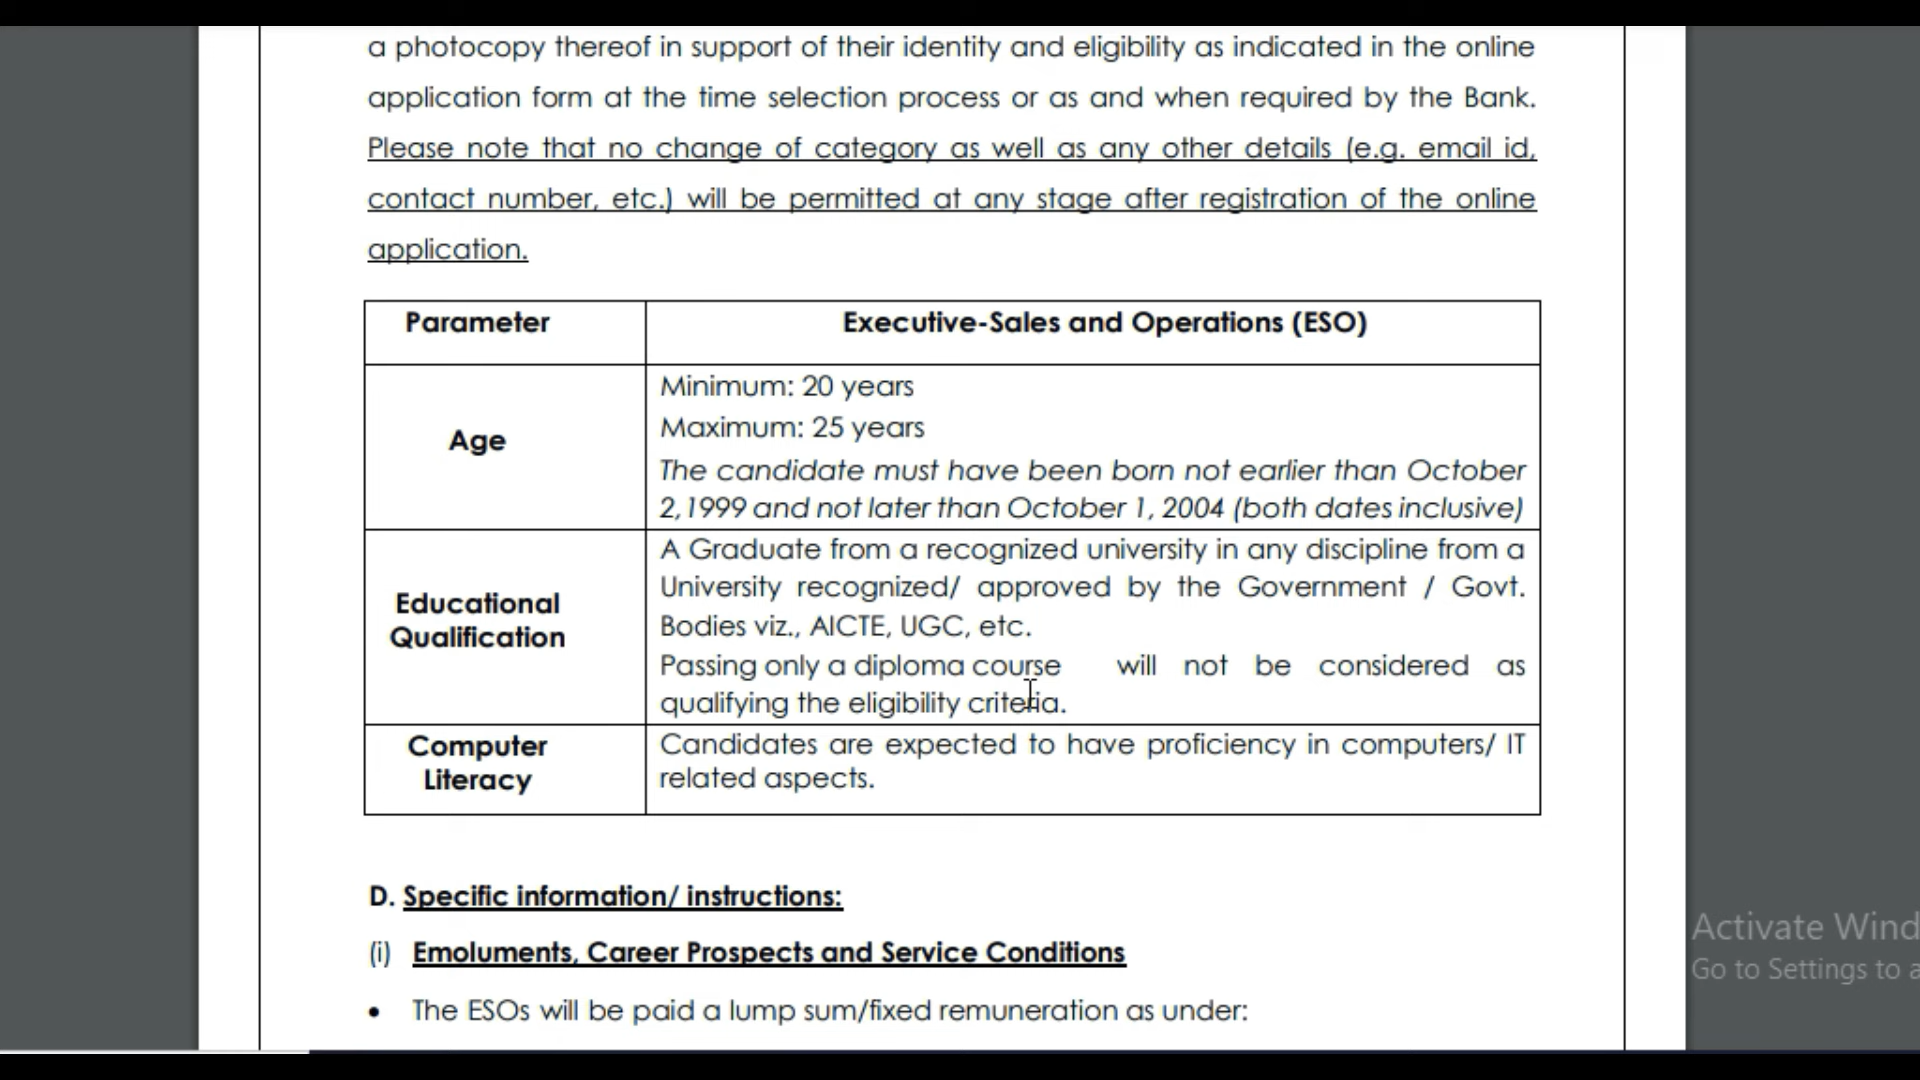 a photocopy thereof in support of their identity and eligibility as indicated in the online
application form at the time selection process or as and when required by the Bank.
Please note that no change of category as well as any other details (e.g. email id,
contact number, etc.) will be permitted at any stage after registration of the online
application.
Parameter
Executive-Sales and Operations (ESO)
Age
Minimum: 20 years
Maximum: 25 years
The candidate must have been born not earlier than October
2,1999 and not later than October 1, 2004 (both dates inclusive)
Educational
Qualification
A Graduate from a recognized university in any discipline from a
University recognized/ approved by the Government / Govt.
Bodies viz., AICTE, UGC, etc.
Passing only a diploma course will not be considered as
qualifying the eligibility criteria.
Computer
Literacy
Candidates are expected to have proficiency in computers/ IT
related aspects.
D. Specific information/ instructions:
(i) Emoluments, Career Prospects and Service Conditions
• The ESOs will be paid a lump sum/fixed remuneration as under:
Activate Wind
Go to Settings to a